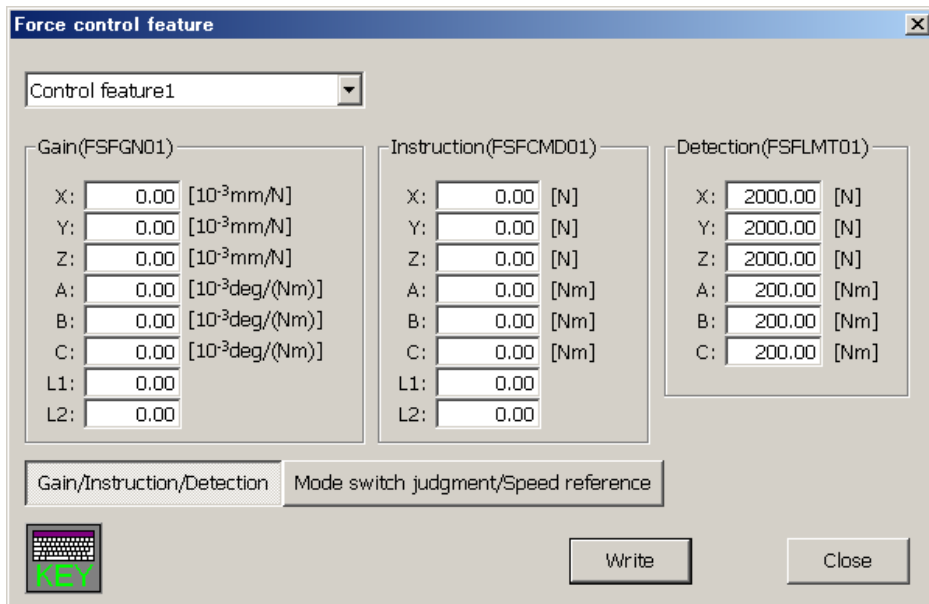 Force control feature
Control feature1
Gain(FSFGN01)
X: 0.00 [10⁻³mm/N]
Y: 0.00 [10⁻³mm/N]
Z: 0.00 [10⁻³mm/N]
A: 0.00 [10⁻³deg/(Nm)]
B: 0.00 [10⁻³deg/(Nm)]
C: 0.00 [10⁻³deg/(Nm)]
L1: 0.00
L2: 0.00
Instruction(FSFCMD01)
X: 0.00 [N]
Y: 0.00 [N]
Z: 0.00 [N]
A: 0.00 [Nm]
B: 0.00 [Nm]
C: 0.00 [Nm]
L1: 0.00
L2: 0.00
Detection(FSFLMT01)
X: 2000.00 [N]
Y: 2000.00 [N]
Z: 2000.00 [N]
A: 200.00 [Nm]
B: 200.00 [Nm]
C: 200.00 [Nm]
Gain/Instruction/Detection
Mode switch judgment/Speed reference
KEY
Write
Close